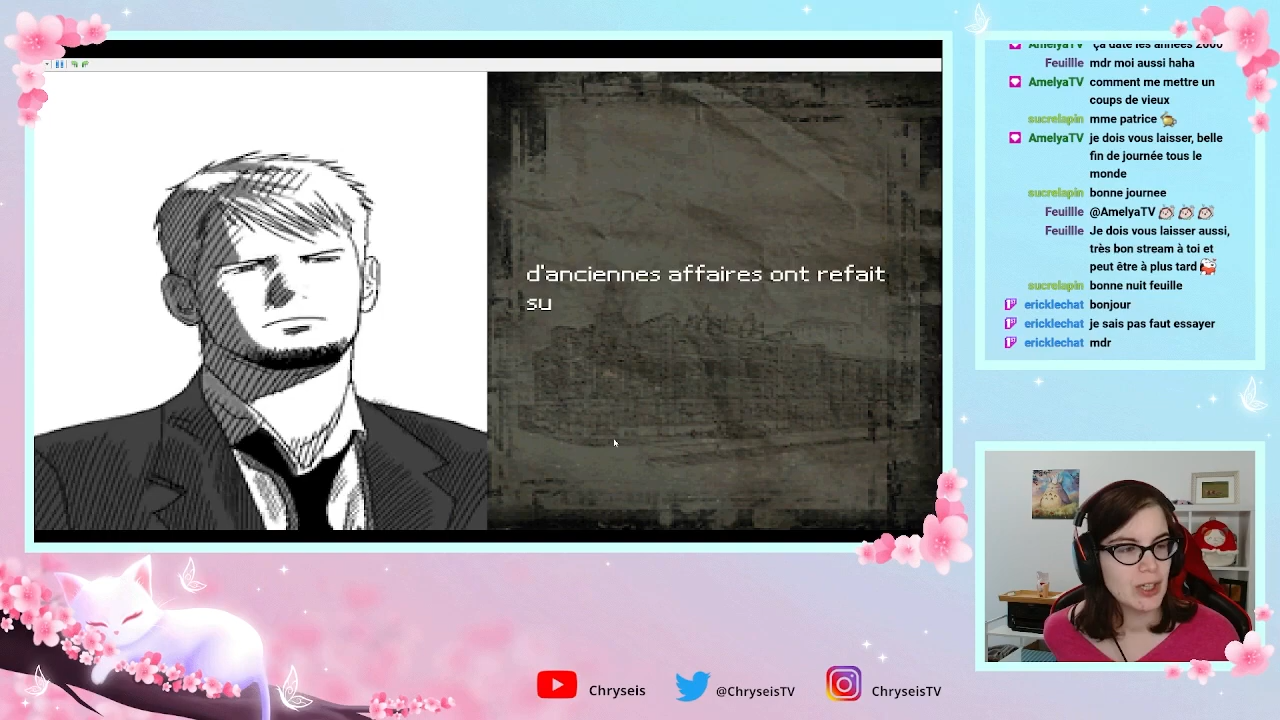 d'anciennes affaires ont refait
su
AmelyaTV ça date les années 2000
Feuillle mdr moi aussi haha
AmelyaTV comment me mettre un
coups de vieux
sucrelapin mme patrice
AmelyaTV je dois vous laisser, belle
fin de journée tous le
monde
sucrelapin bonne journee
Feuillle @AmelyaTV
Feuillle Je dois vous laisser aussi,
très bon stream à toi et
peut être à plus tard
sucrelapin bonne nuit feuille
ericklechat bonjour
ericklechat je sais pas faut essayer
ericklechat mdr
Chryseis @ChryseisTV ChryseisTV